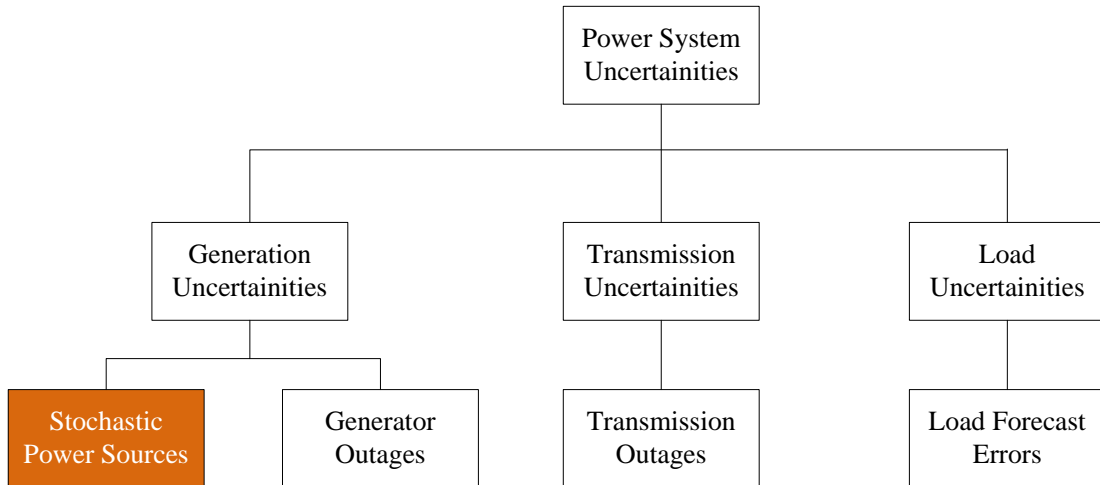 Power System
Uncertainities
Generation
Uncertainities
Transmission
Uncertainities
Load
Uncertainities
Stochastic
Power Sources
Generator
Outages
Transmission
Outages
Load Forecast
Errors